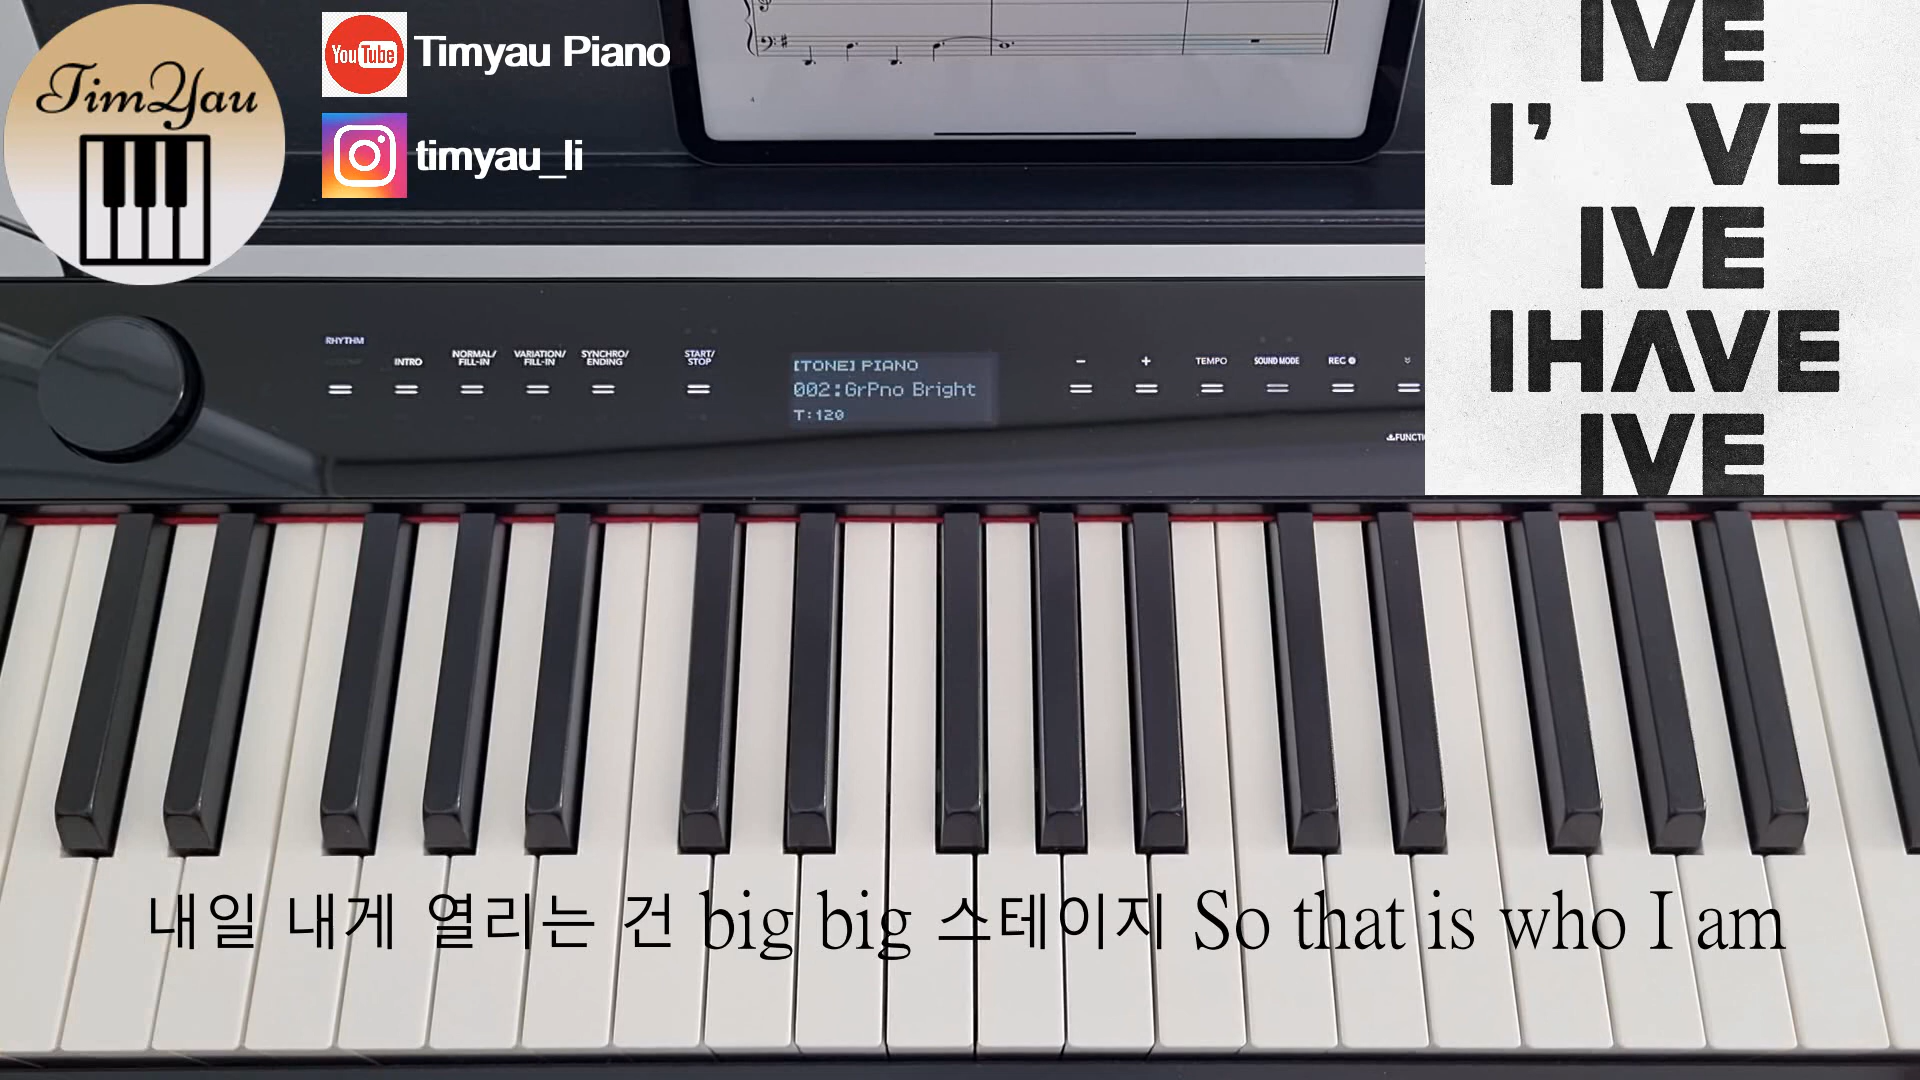 TimYau
YouTube Timyau Piano
timyau_li
IVE
I' VE
IVE
IHAVE
IVE
4
RHYTHM
INTRO
NORMAL/
FILL-IN
VARIATION/
FILL-IN
SYNCHRO/
ENDING
START/
STOP
[TONE] PIANO
002:GrPno Bright
T:120
-
+
TEMPO
SOUND MODE
REC
내일 내게 열리는 건 big big 스테이지 So that is who I am